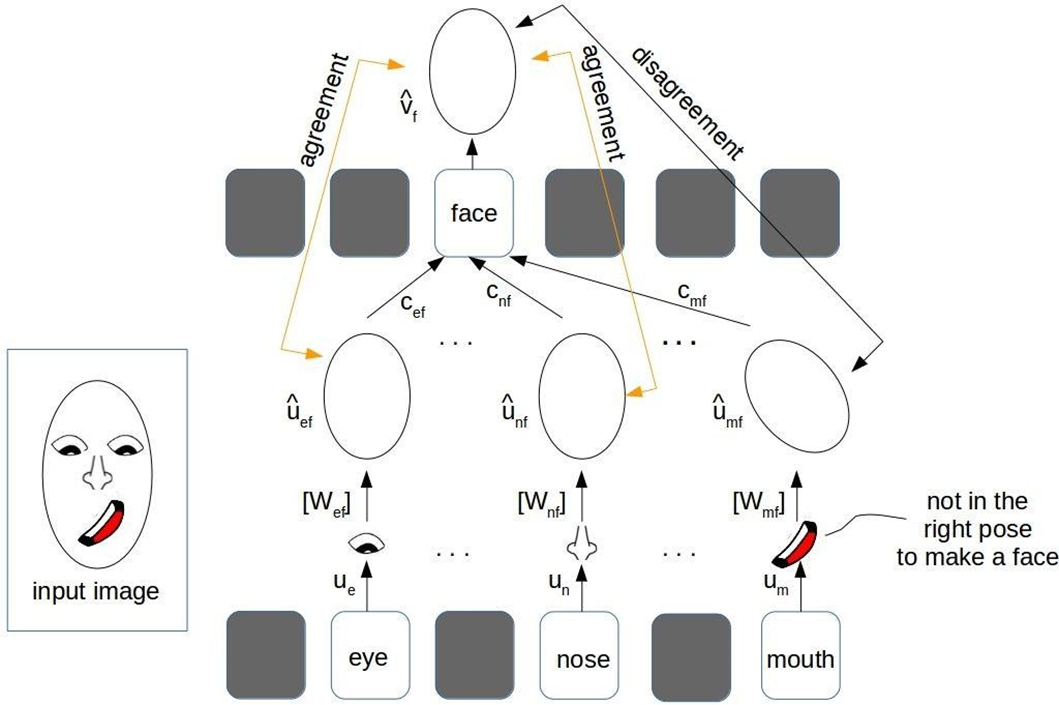 agreement
agreement
disagreement
v̂f
face
cef
cnf
cmf
. . .
. . .
ûef
ûnf
ûmf
[Wef]
[Wnf]
[Wmf]
not in the
right pose
to make a face
. . .
. . .
ue
un
um
input image
eye
nose
mouth